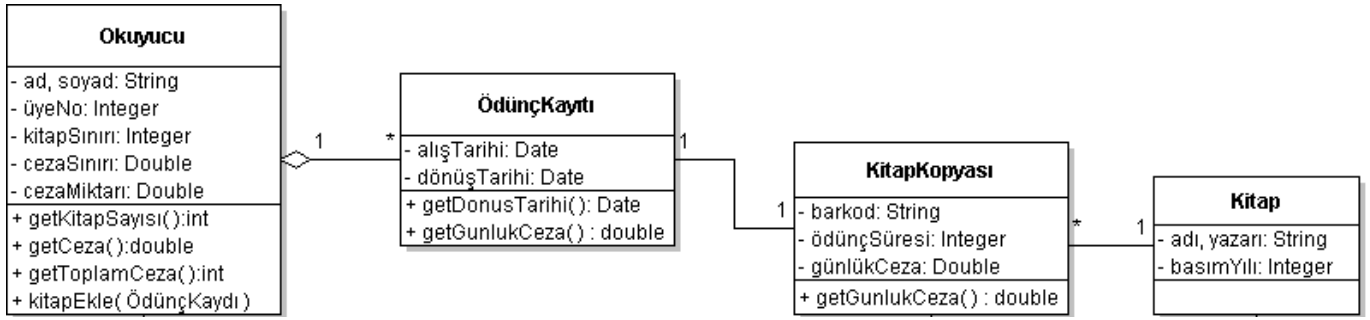 Okuyucu
- ad, soyad: String
- üyeNo: Integer
- kitapSınırı: Integer
- cezaSınırı: Double
- cezaMiktarı: Double
+ getKitapSayısı():int
+ getCeza():double
+ getToplamCeza():int
+ kitapEkle( ÖdünçKaydı )
1
*
ÖdünçKayıtı
- alışTarihi: Date
- dönüşTarihi: Date
+ getDonusTarihi(): Date
+ getGunlukCeza() : double
1
1
KitapKopyası
- barkod: String
- ödünçSüresi: Integer
- günlükCeza: Double
+ getGunlukCeza() : double
*
1
Kitap
- adı, yazarı: String
- basımYılı: Integer